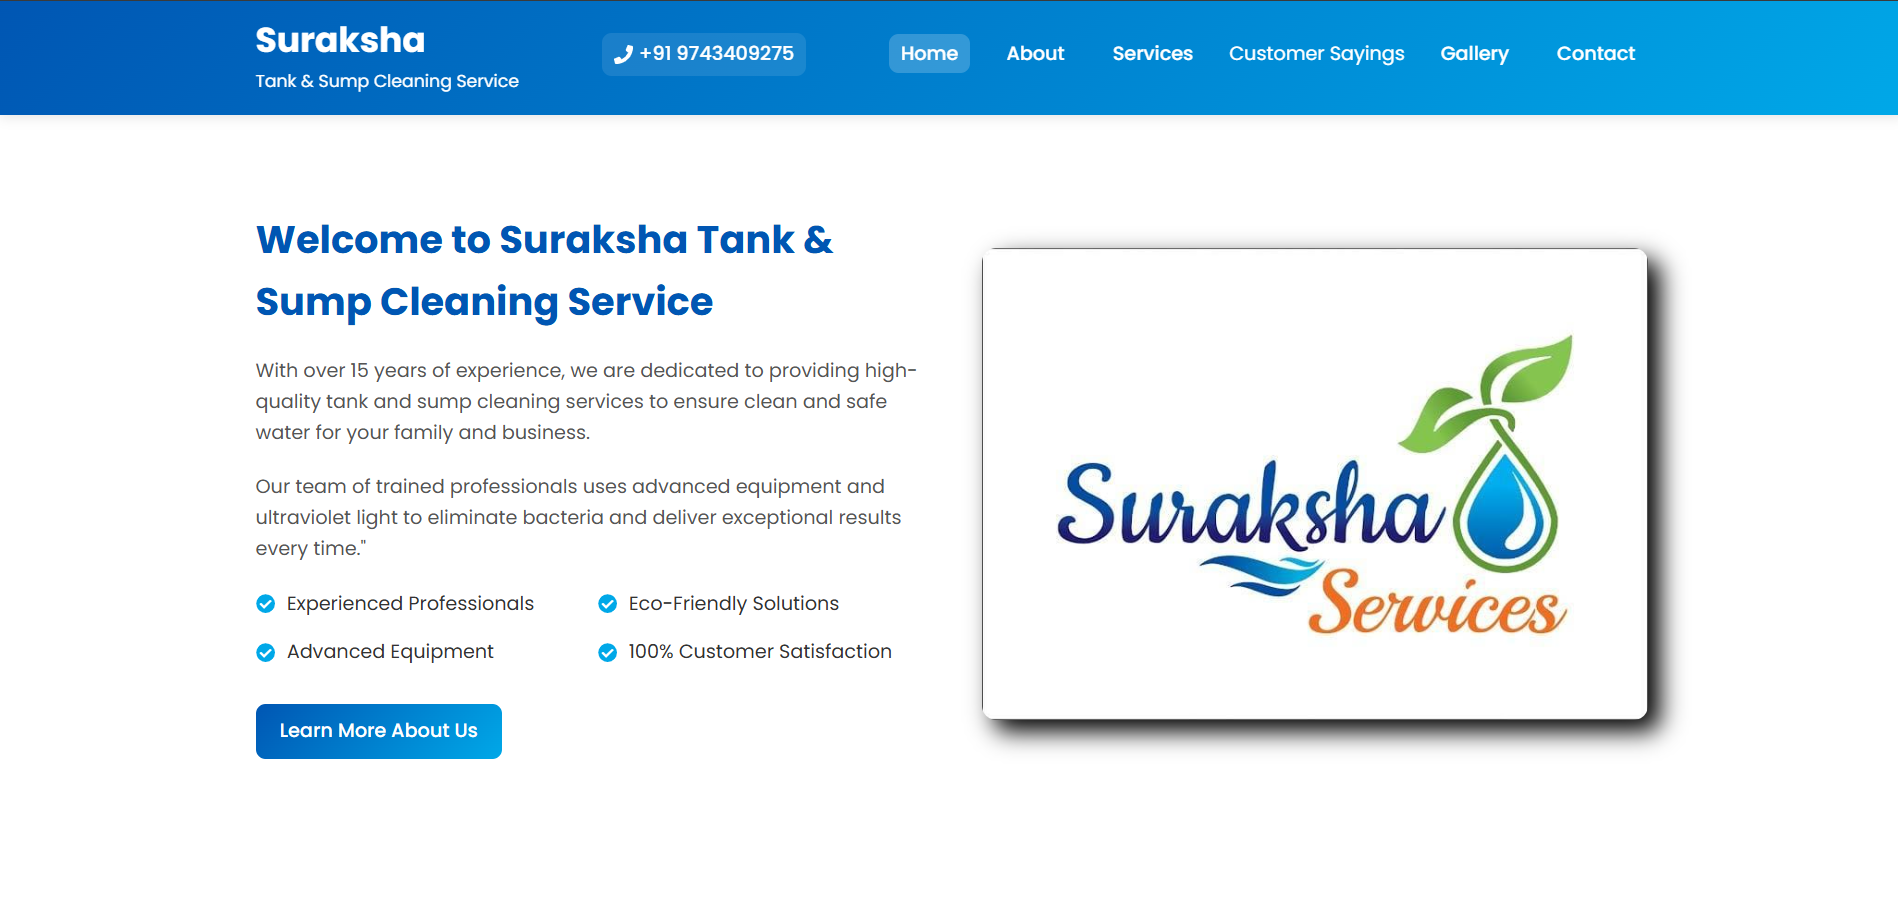 Suraksha
Tank & Sump Cleaning Service
+91 9743409275
Home
About
Services
Customer Sayings
Gallery
Contact
Welcome to Suraksha Tank &
Sump Cleaning Service
With over 15 years of experience, we are dedicated to providing high-
quality tank and sump cleaning services to ensure clean and safe
water for your family and business.
Our team of trained professionals uses advanced equipment and
ultraviolet light to eliminate bacteria and deliver exceptional results
every time."
Experienced Professionals
Eco-Friendly Solutions
Advanced Equipment
100% Customer Satisfaction
Learn More About Us
Suraksha
Services